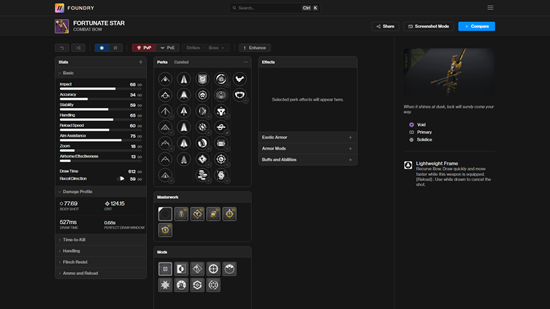 FOUNDRY
Search...
Ctrl K
FORTUNATE STAR
COMBAT BOW
Share
Screenshot Mode
+ Compare
PvP
PvE
Strikes
Boss
Enhance
Stats
Basic
Impact 68
Accuracy 34
Stability 59
Handling 65
Reload Speed 60
Aim Assistance 75
Zoom 18
Airborne Effectiveness 13
Draw Time 612
Recoil Direction 59
Damage Profile
77.69
BODY SHOT
124.15
CRIT
527ms
DRAW TIME
0.68s
PERFECT DRAW WINDOW
Time-to-Kill
Handling
Flinch Resist
Ammo and Reload
Perks
Curated
Masterwork
Mods
Effects
Selected perk effects will appear here.
Exotic Armor +
Armor Mods +
Buffs and Abilities +
When it shines at dusk, luck will surely come your
way.
Void
Primary
Solstice
Lightweight Frame
Recurve Bow. Draw quickly and move
faster while this weapon is equipped.
[Reload] : Use while drawn to cancel the
shot.